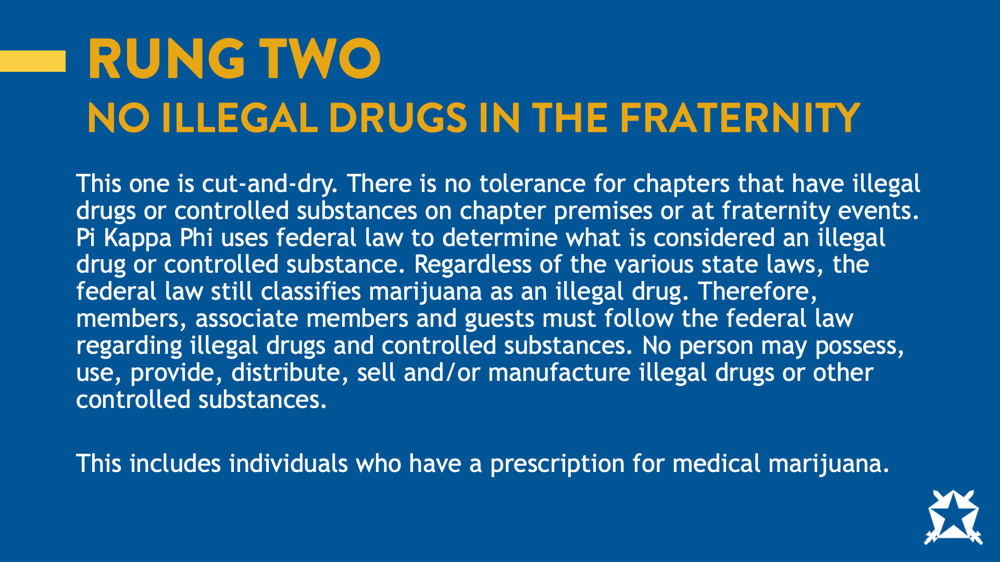 RUNG TWO
NO ILLEGAL DRUGS IN THE FRATERNITY
This one is cut-and-dry. There is no tolerance for chapters that have illegal
drugs or controlled substances on chapter premises or at fraternity events.
Pi Kappa Phi uses federal law to determine what is considered an illegal
drug or controlled substance. Regardless of the various state laws, the
federal law still classifies marijuana as an illegal drug. Therefore,
members, associate members and guests must follow the federal law
regarding illegal drugs and controlled substances. No person may possess,
use, provide, distribute, sell and/or manufacture illegal drugs or other
controlled substances.
This includes individuals who have a prescription for medical marijuana.